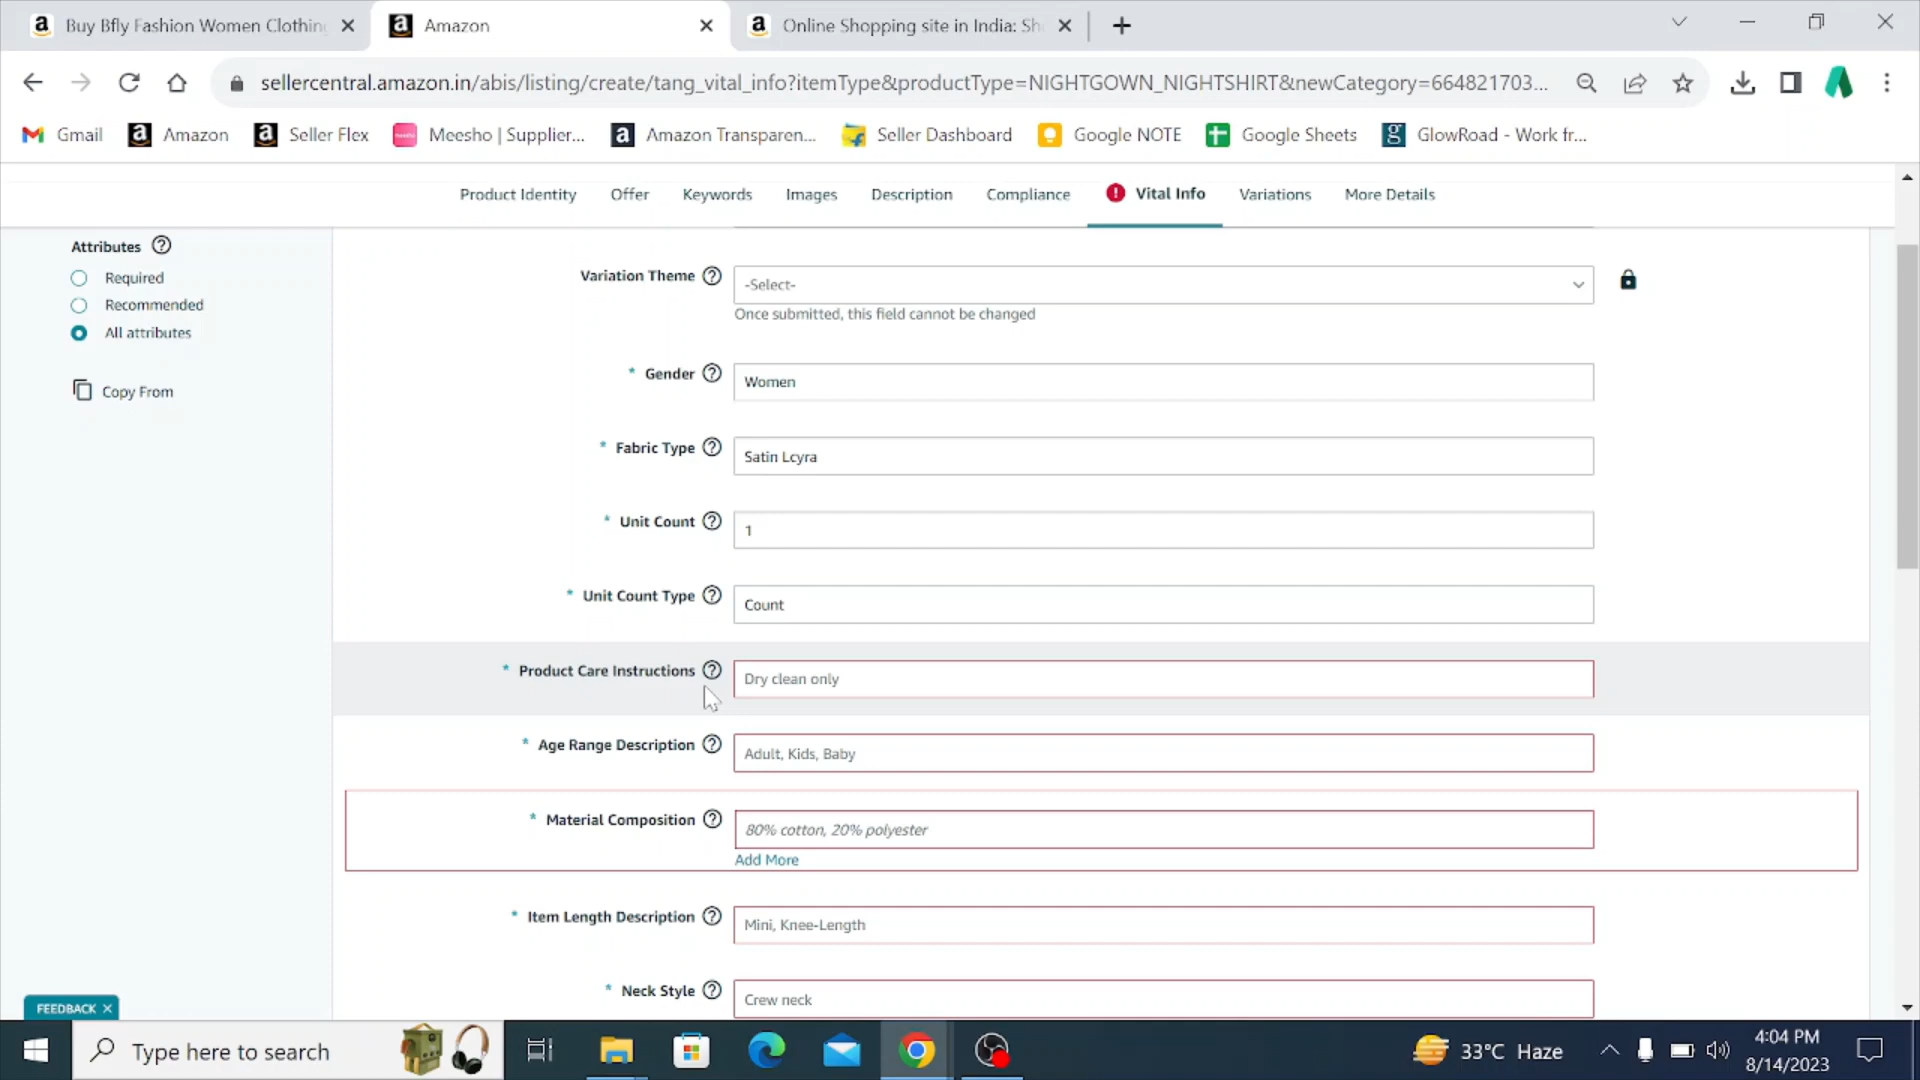 Buy Bfly Fashion Women Clothing
Amazon
Online Shopping site in India: Sh
sellercentral.amazon.in/abis/listing/create/tang_vital_info?itemType&productType=NIGHTGOWN_NIGHTSHIRT&newCategory=664821703...
Gmail
Amazon
Seller Flex
Meesho | Supplier...
Amazon Transparen...
Seller Dashboard
Google NOTE
Google Sheets
GlowRoad - Work fr...
Product Identity
Offer
Keywords
Images
Description
Compliance
Vital Info
Variations
More Details
Attributes
Required
Recommended
All attributes
Copy From
Variation Theme
-Select-
Once submitted, this field cannot be changed
* Gender
Women
* Fabric Type
Satin Lcyra
* Unit Count
1
* Unit Count Type
Count
* Product Care Instructions
Dry clean only
* Age Range Description
Adult, Kids, Baby
* Material Composition
80% cotton, 20% polyester
Add More
* Item Length Description
Mini, Knee-Length
* Neck Style
Crew neck
FEEDBACK
Type here to search
33°C Haze
4:04 PM
8/14/2023